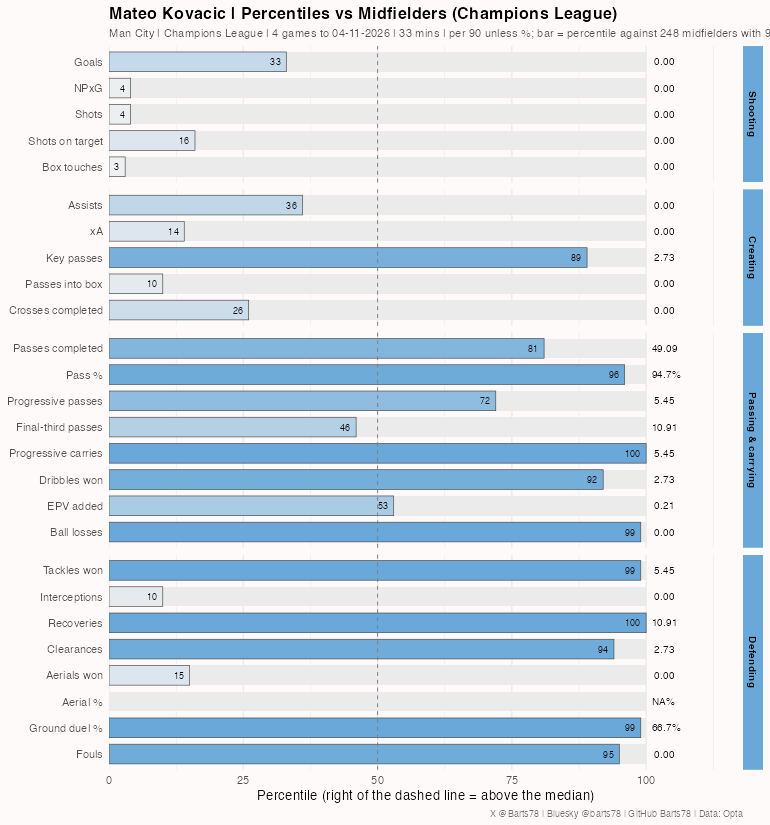 Mateo Kovacic | Percentiles vs Midfielders (Champions League)
Man City | Champions League | 4 games to 04-11-2026 | 33 mins | per 90 unless %; bar = percentile against 248 midfielders with 9
Shooting
Goals 33 0.00
NPxG 4 0.00
Shots 4 0.00
Shots on target 16 0.00
Box touches 3 0.00
Creating
Assists 36 0.00
xA 14 0.00
Key passes 89 2.73
Passes into box 10 0.00
Crosses completed 26 0.00
Passing & carrying
Passes completed 81 49.09
Pass % 96 94.7%
Progressive passes 72 5.45
Final-third passes 46 10.91
Progressive carries 100 5.45
Dribbles won 92 2.73
EPV added 53 0.21
Ball losses 99 0.00
Defending
Tackles won 99 5.45
Interceptions 10 0.00
Recoveries 100 10.91
Clearances 94 2.73
Aerials won 15 0.00
Aerial % NA%
Ground duel % 99 66.7%
Fouls 95 0.00
0 25 50 75 100
Percentile (right of the dashed line = above the median)
X @Barts78 | Bluesky @barts78 | GitHub Barts78 | Data: Opta